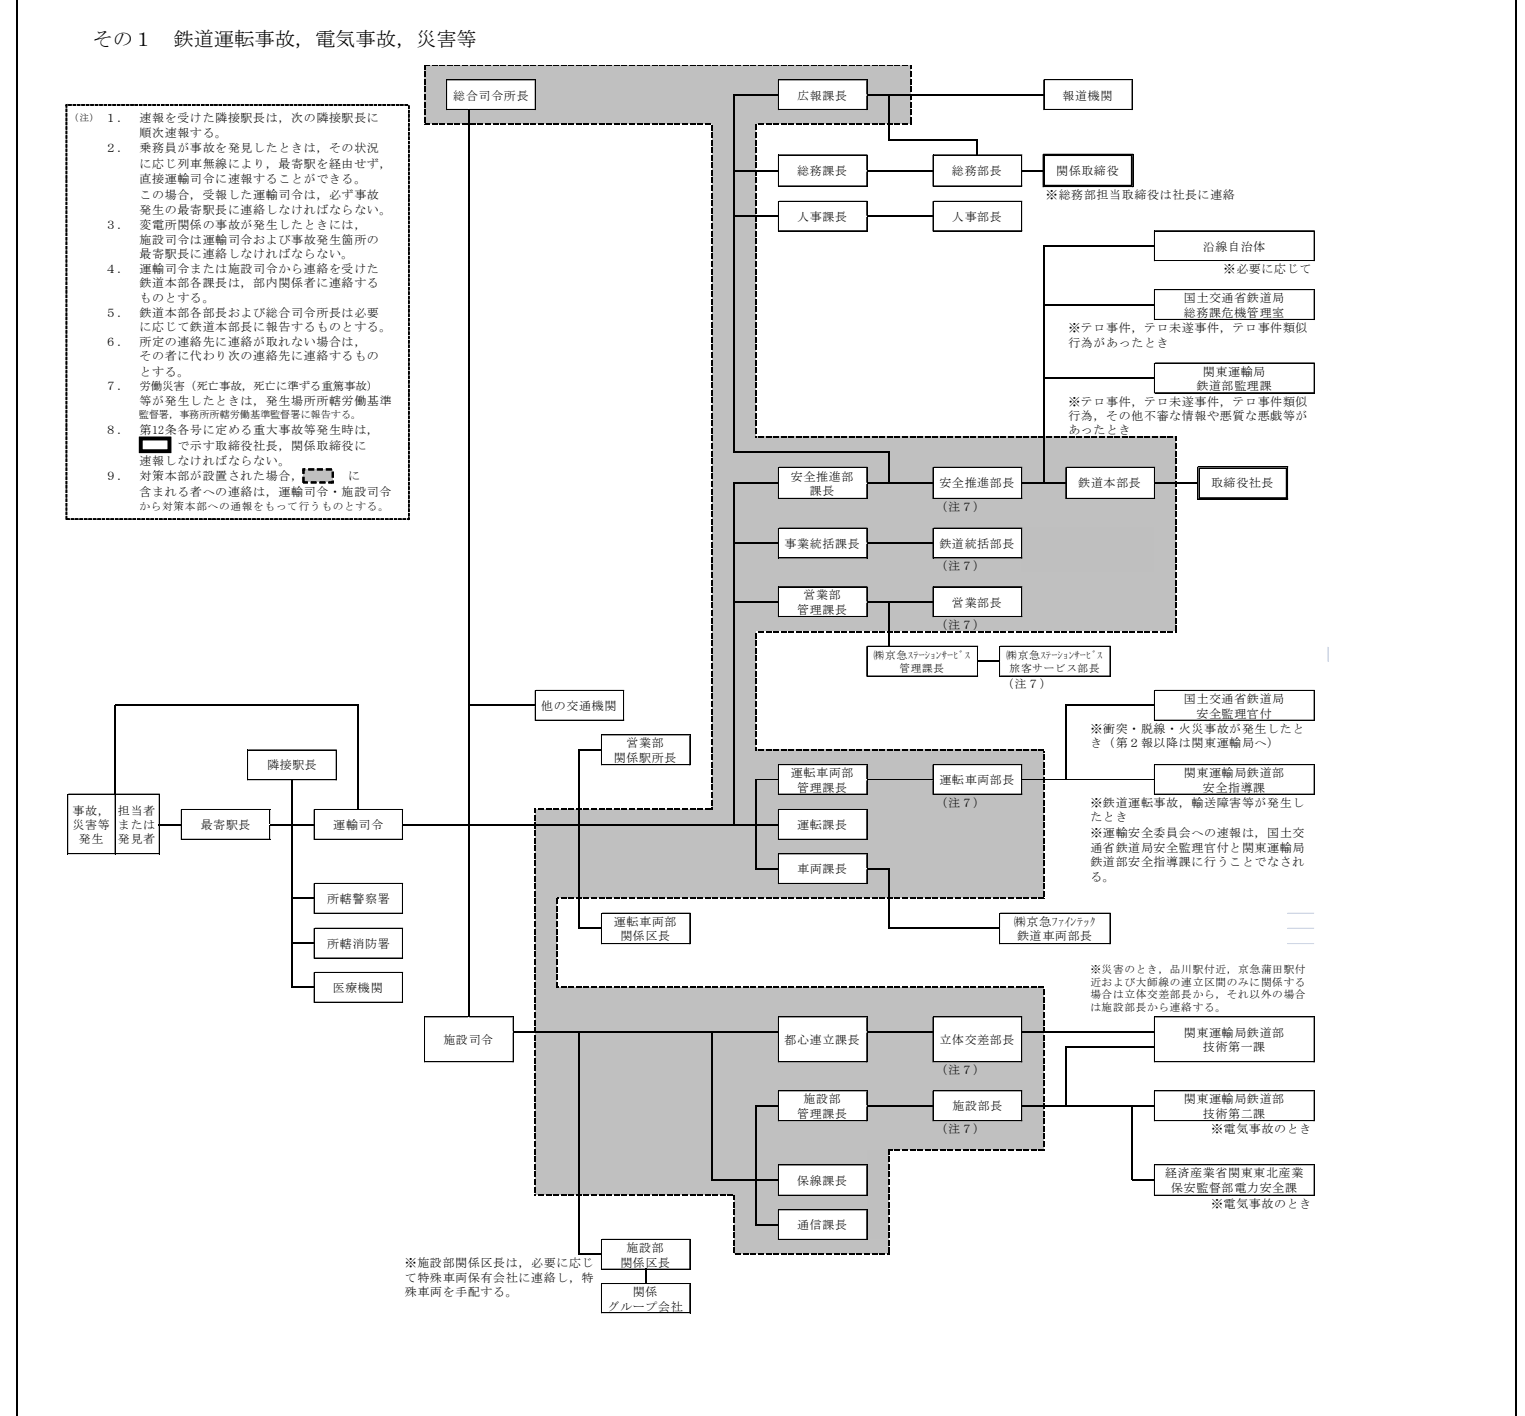 その１　鉄道運転事故，電気事故，災害等
(注)　１．　速報を受けた隣接駅長は，次の隣接駅長に
順次速報する。
２．　乗務員が事故を発見したときは，その状況
に応じ列車無線により，最寄駅を経由せず，
直接運輸司令に速報することができる。
この場合，受報した運輸司令は，必ず事故
発生の最寄駅長に連絡しなければならない。
３．　変電所関係の事故が発生したときには，
施設司令は運輸司令および事故発生箇所の
最寄駅長に連絡しなければならない。
４．　運輸司令または施設司令から連絡を受けた
鉄道本部各課長は，部内関係者に連絡する
ものとする。
５．　鉄道本部各部長および総合司令所長は必要
に応じて鉄道本部長に報告するものとする。
６．　所定の連絡先に連絡が取れない場合は，
その者に代わり次の連絡先に連絡するもの
とする。
７．　労働災害（死亡事故，死亡に準ずる重篤事故）
等が発生したときは，発生場所所轄労働基準
監督署，事務所所轄労働基準監督署に報告する。
８．　第12条各号に定める重大事故等発生時は，
で示す取締役社長，関係取締役に
速報しなければならない。
９．　対策本部が設置された場合，　に
含まれる者への連絡は，運輸司令・施設司令
から対策本部への通報をもって行うものとする。
総合司令所長
広報課長
報道機関
総務課長
総務部長
関係取締役
※総務部担当取締役は社長に連絡
人事課長
人事部長
沿線自治体
※必要に応じて
国土交通省鉄道局
総務課危機管理室
※テロ事件，テロ未遂事件，テロ事件類似
行為があったとき
関東運輸局
鉄道部監理課
※テロ事件，テロ未遂事件，テロ事件類似
行為，その他不審な情報や悪質な悪戯等が
あったとき
安全推進部
課長
安全推進部長
(注７)
鉄道本部長
取締役社長
事業統括課長
鉄道統括部長
(注７)
営業部
管理課長
営業部長
(注７)
㈱京急ｽﾃｰｼｮﾝｻｰﾋﾞｽ
管理課長
㈱京急ｽﾃｰｼｮﾝｻｰﾋﾞｽ
旅客サービス部長
(注７)
他の交通機関
国土交通省鉄道局
安全監理官付
※衝突・脱線・火災事故が発生したと
き（第２報以降は関東運輸局へ）
営業部
関係駅所長
隣接駅長
運転車両部
管理課長
運転車両部長
(注７)
関東運輸局鉄道部
安全指導課
※鉄道運転事故，輸送障害等が発生し
たとき
※運輸安全委員会への速報は，国土交
通省鉄道局安全監理官付と関東運輸局
鉄道部安全指導課に行うことでなされ
る。
事故，
災害等
発生
担当者
または
発見者
最寄駅長
運輸司令
運転課長
車両課長
所轄警察署
運転車両部
関係区長
㈱京急ﾌｧｲﾝﾃｯｸ
鉄道車両部長
所轄消防署
医療機関
※災害のとき，品川駅付近，京急蒲田駅付
近および大師線の連立区間のみに関係する
場合は立体交差部長から，それ以外の場合
は施設部長から連絡する。
施設司令
都心連立課長
立体交差部長
(注７)
関東運輸局鉄道部
技術第一課
施設部
管理課長
施設部長
(注７)
関東運輸局鉄道部
技術第二課
※電気事故のとき
保線課長
経済産業省関東東北産業
保安監督部電力安全課
※電気事故のとき
通信課長
施設部
関係区長
※施設部関係区長は，必要に応じ
て特殊車両保有会社に連絡し，特
殊車両を手配する。
関係
グループ会社